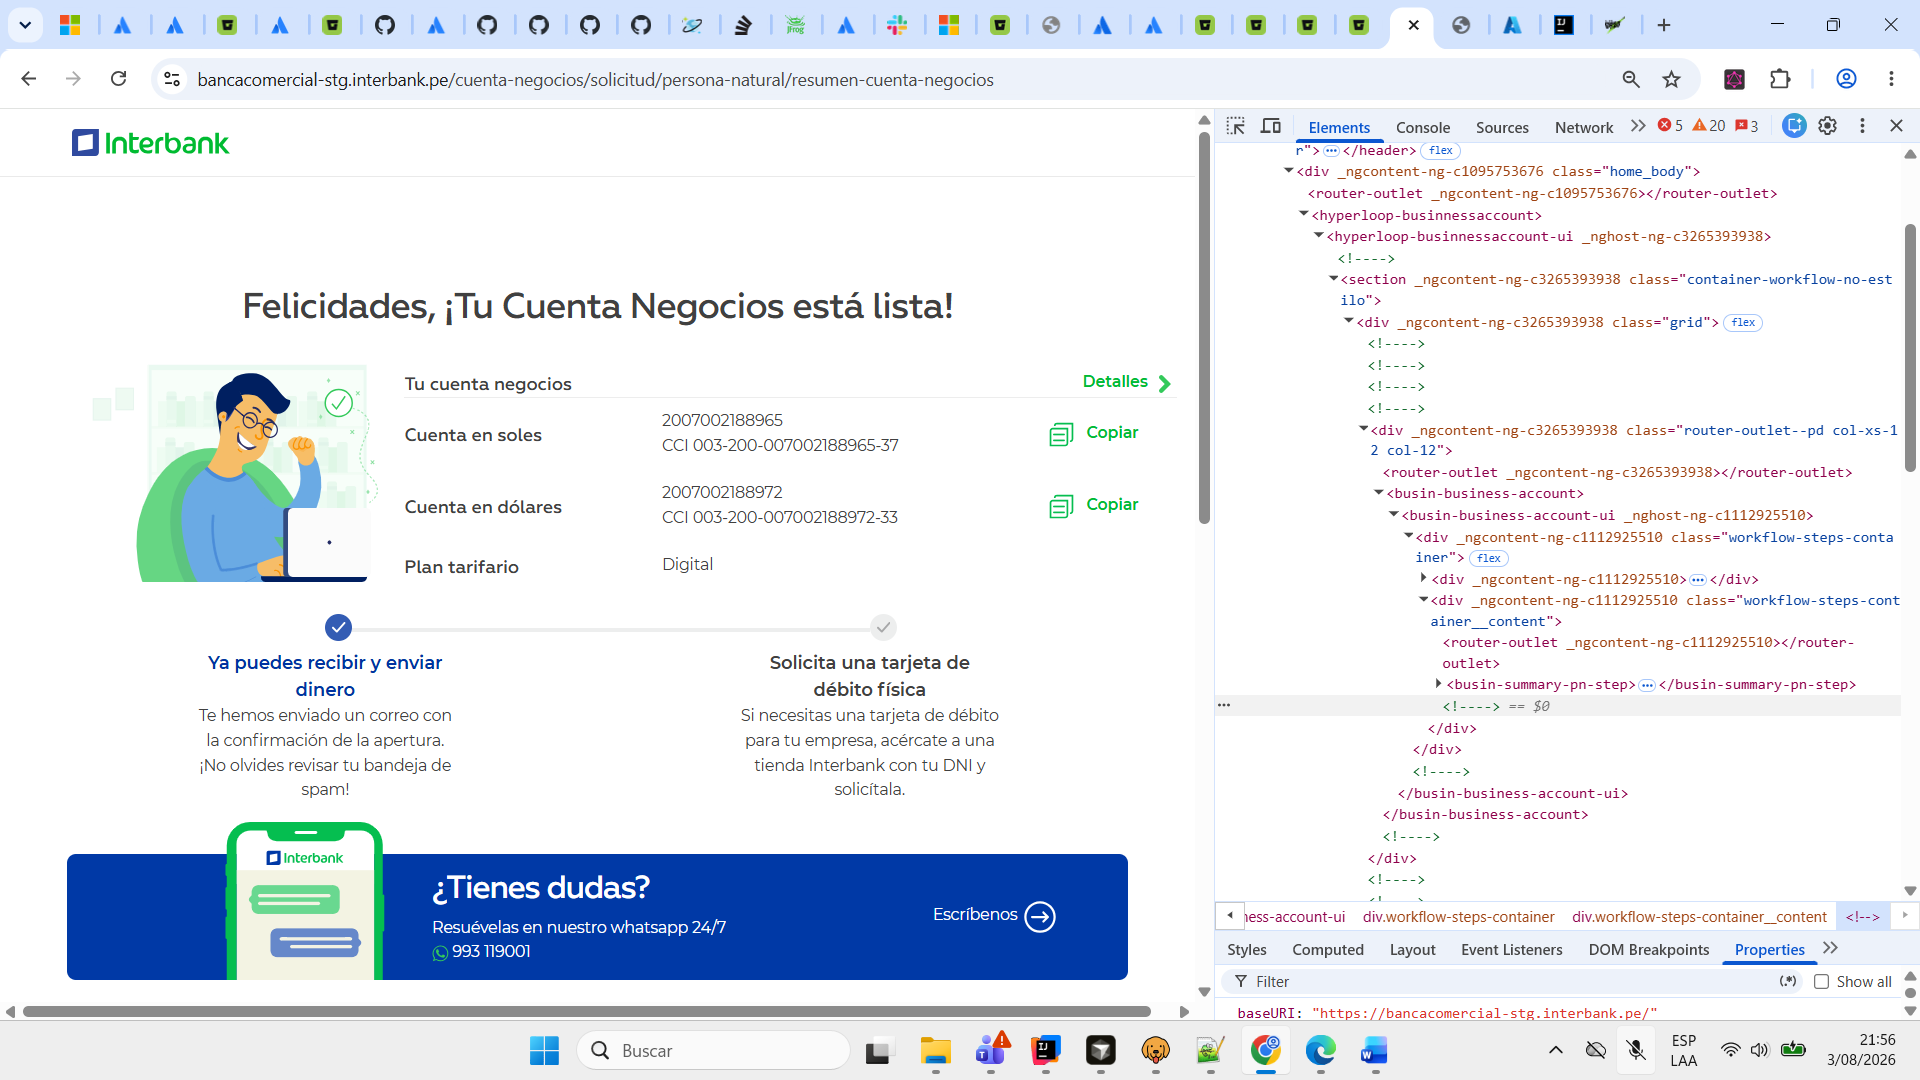 bancacomercial-stg.interbank.pe/cuenta-negocios/solicitud/persona-natural/resumen-cuenta-negocios
Interbank
Felicidades, ¡Tu Cuenta Negocios está lista!
Tu cuenta negocios
Detalles
Cuenta en soles
2007002188965
CCI 003-200-007002188965-37
Copiar
Cuenta en dólares
2007002188972
CCI 003-200-007002188972-33
Copiar
Plan tarifario
Digital
Ya puedes recibir y enviar
dinero
Te hemos enviado un correo con
la confirmación de la apertura.
¡No olvides revisar tu bandeja de
spam!
Solicita una tarjeta de
débito física
Si necesitas una tarjeta de débito
para tu empresa, acércate a una
tienda Interbank con tu DNI y
solicítala.
Interbank
¿Tienes dudas?
Resuévelas en nuestro whatsapp 24/7
993 119001
Escríbenos
Elements Console Sources Network 5 20 3
r">…</header> flex
<div _ngcontent-ng-c1095753676 class="home_body">
<router-outlet _ngcontent-ng-c1095753676></router-outlet>
<hyperloop-businnessaccount>
<hyperloop-businnessaccount-ui _nghost-ng-c3265393938>
<!---->
<section _ngcontent-ng-c3265393938 class="container-workflow-no-est
ilo">
<div _ngcontent-ng-c3265393938 class="grid"> flex
<!---->
<!---->
<!---->
<!---->
<div _ngcontent-ng-c3265393938 class="router-outlet--pd col-xs-1
2 col-12">
<router-outlet _ngcontent-ng-c3265393938></router-outlet>
<busin-business-account>
<busin-business-account-ui _nghost-ng-c1112925510>
<div _ngcontent-ng-c1112925510 class="workflow-steps-conta
iner"> flex
<div _ngcontent-ng-c1112925510>…</div>
<div _ngcontent-ng-c1112925510 class="workflow-steps-cont
ainer__content">
<router-outlet _ngcontent-ng-c1112925510></router-
outlet>
<busin-summary-pn-step>…</busin-summary-pn-step>
<!----> == $0
</div>
</div>
<!---->
</busin-business-account-ui>
</busin-business-account>
<!---->
</div>
<!---->
ness-account-ui div.workflow-steps-container div.workflow-steps-container__content <!-->
Styles Computed Layout Event Listeners DOM Breakpoints Properties
Filter (.*) Show all
baseURI: "https://bancacomercial-stg.interbank.pe/"
Buscar
ESP
LAA
21:56
3/08/2026